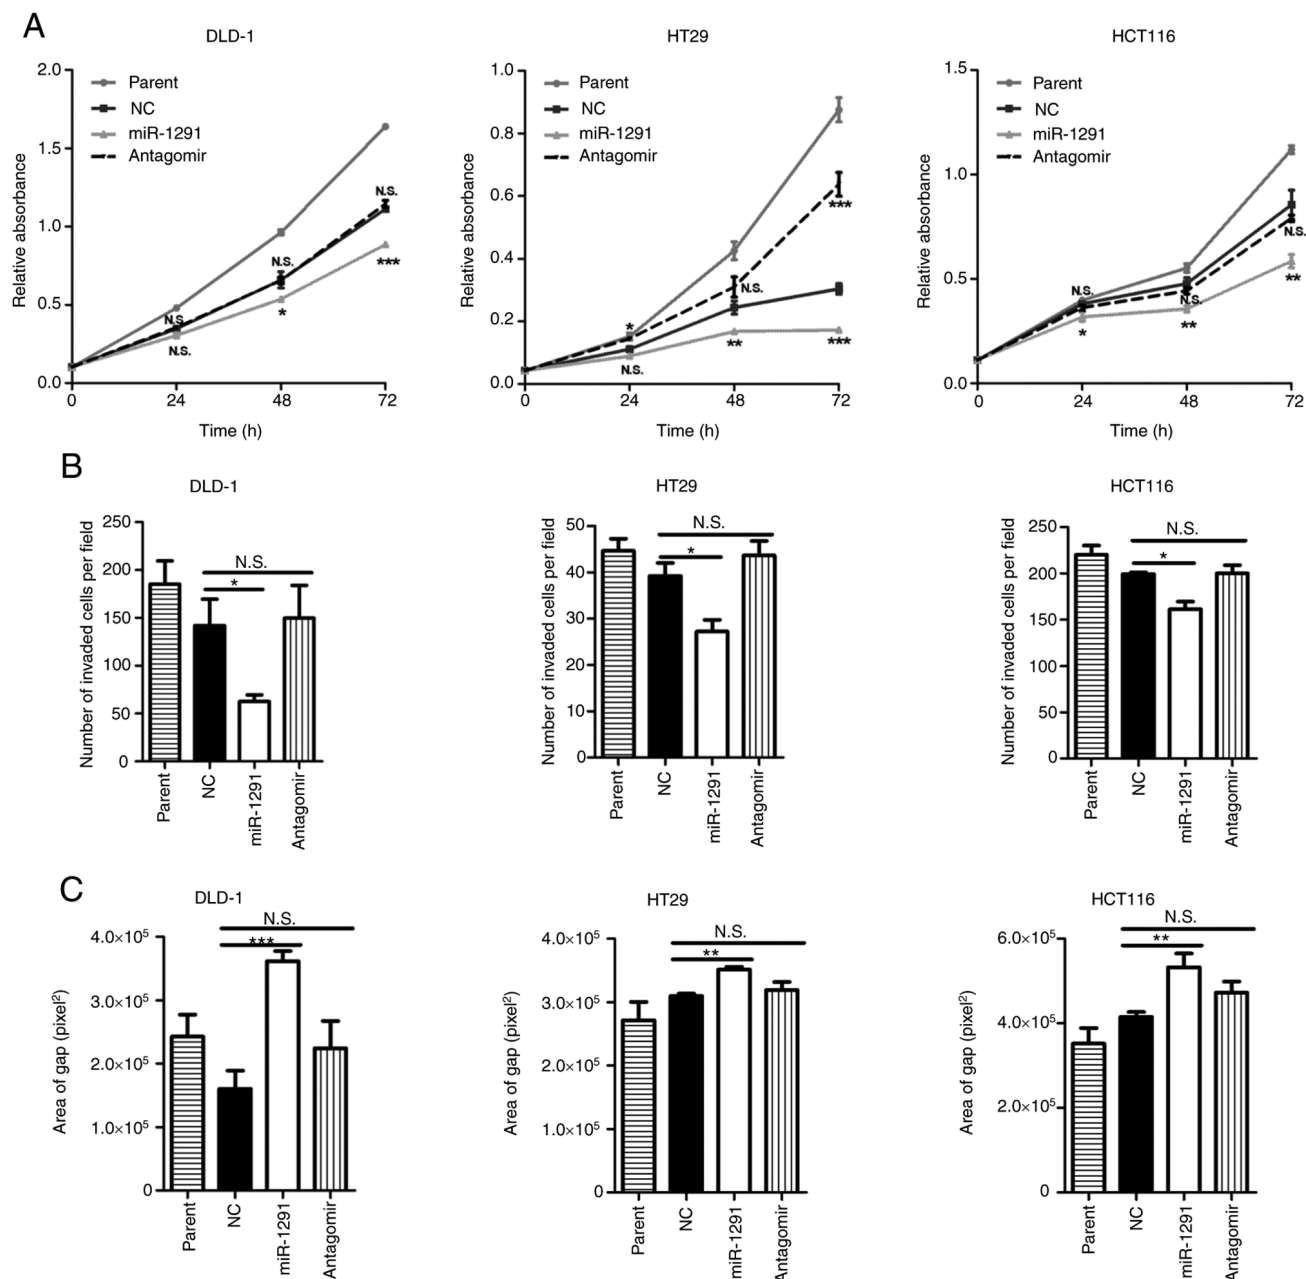 A
DLD-1
HT29
HCT116
2.0
1.5
1.0
0.5
0.0
Relative absorbance
Parent
NC
miR-1291
Antagomir
N.S.
N.S.
N.S.
N.S.
*
***
0
24
48
72
Time (h)
1.0
0.8
0.6
0.4
0.2
0.0
Relative absorbance
Parent
NC
miR-1291
Antagomir
*
N.S.
N.S.
**
***
***
0
24
48
72
Time (h)
1.5
1.0
0.5
0.0
Relative absorbance
Parent
NC
miR-1291
Antagomir
N.S.
*
N.S.
**
N.S.
**
0
24
48
72
Time (h)
B
DLD-1
HT29
HCT116
Number of invaded cells per field
250
200
150
100
50
0
N.S.
*
Parent
NC
miR-1291
Antagomir
Number of invaded cells per field
50
40
30
20
10
0
N.S.
*
Parent
NC
miR-1291
Antagomir
Number of invaded cells per field
250
200
150
100
50
0
N.S.
*
Parent
NC
miR-1291
Antagomir
C
DLD-1
HT29
HCT116
Area of gap (pixel²)
4.0×10⁵
3.0×10⁵
2.0×10⁵
1.0×10⁵
0
N.S.
***
Parent
NC
miR-1291
Antagomir
Area of gap (pixel²)
4.0×10⁵
3.0×10⁵
2.0×10⁵
1.0×10⁵
0
N.S.
**
Parent
NC
miR-1291
Antagomir
Area of gap (pixel²)
6.0×10⁵
4.0×10⁵
2.0×10⁵
0
N.S.
**
Parent
NC
miR-1291
Antagomir